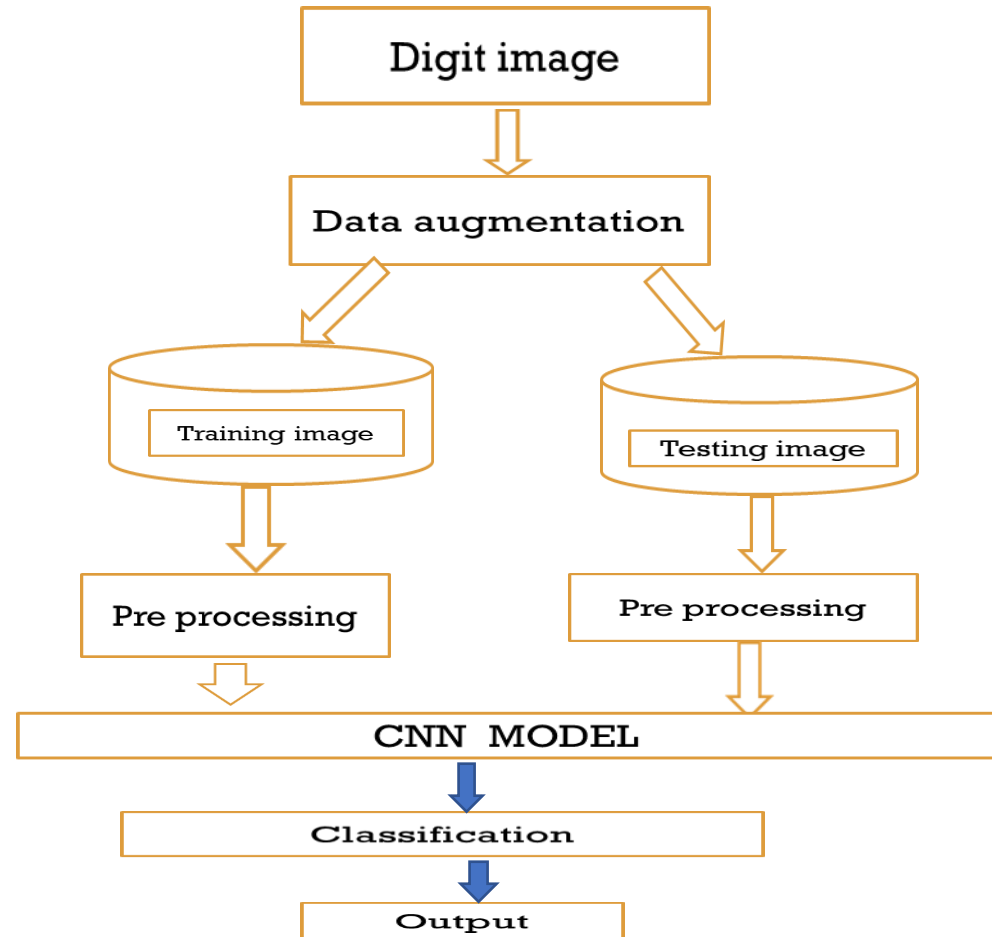 Digit image
Data augmentation
Training image
Testing image
Pre processing
Pre processing
CNN MODEL
Classification
Output